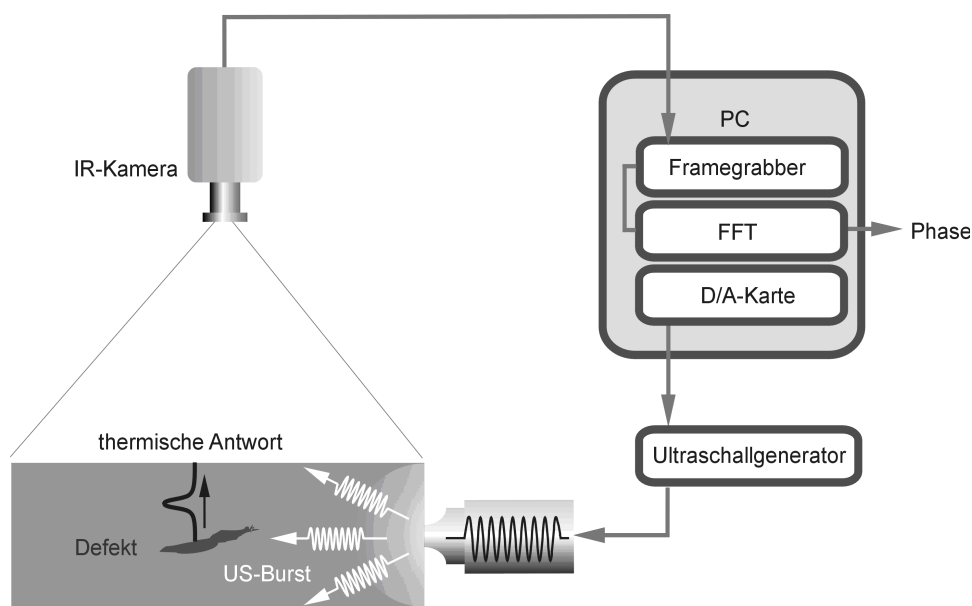 PC
IR-Kamera
Framegrabber
FFT
Phase
D/A-Karte
thermische Antwort
Ultraschallgenerator
Defekt
US-Burst